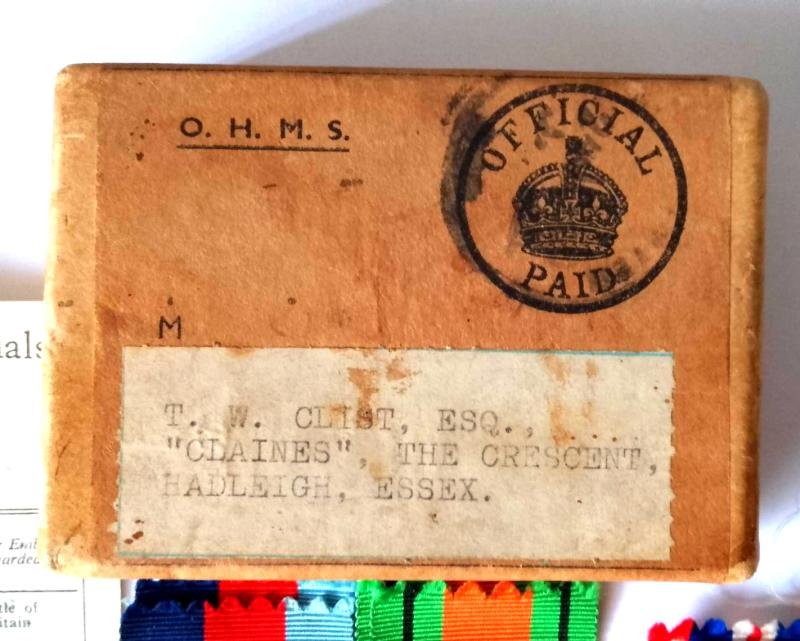 O. H. M. S.
OFFICIAL
PAID
M
T. W. CLIST, ESQ.,
"CLAINES", THE CRESCENT,
HADLEIGH, ESSEX.